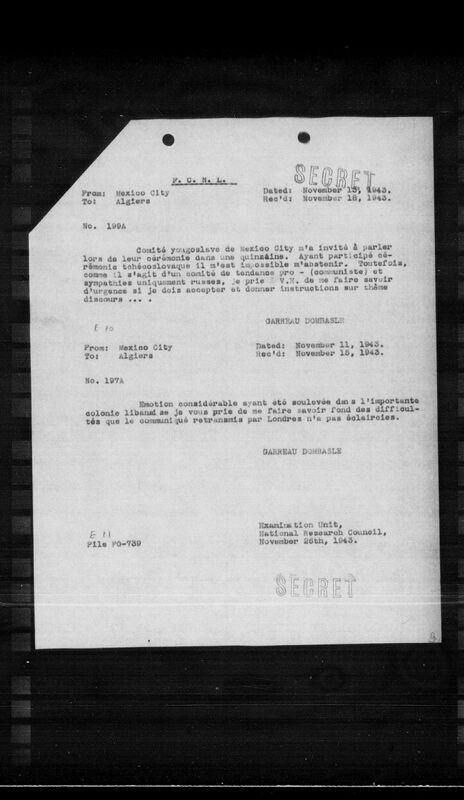 F. C. N. L.
SECRET
From: Mexico City Dated: November 13, 1943.
To: Algiers Rec'd: November 18, 1943.
No. 199A
Comité yougoslave de Mexico City m'a invité à parler
lors de leur cérémonie dans une quinzaine. Ayant participé cé-
rémonie tchécoslovaque il m'est impossible m'abstenir. Toutefois,
comme il s'agit d'un comité de tendance pro - (communiste) et
sympathies uniquement russes, je prie V.E. de me faire savoir
d'urgence si je dois accepter et donner instructions sur thème
discours ... .
GARREAU DOMBASLE
E 10
From: Mexico City Dated: November 11, 1943.
To: Algiers Rec'd: November 15, 1943.
No. 197A
Emotion considérable ayant été soulevée dans l'importante
colonie libanaise je vous prie de me faire savoir fond des difficul-
tés que le communiqué retransmis par Londres n'a pas éclaircies.
GARREAU DOMBASLE
Examination Unit,
E 11 National Research Council,
File FG-739 November 26th, 1943.
SECRET